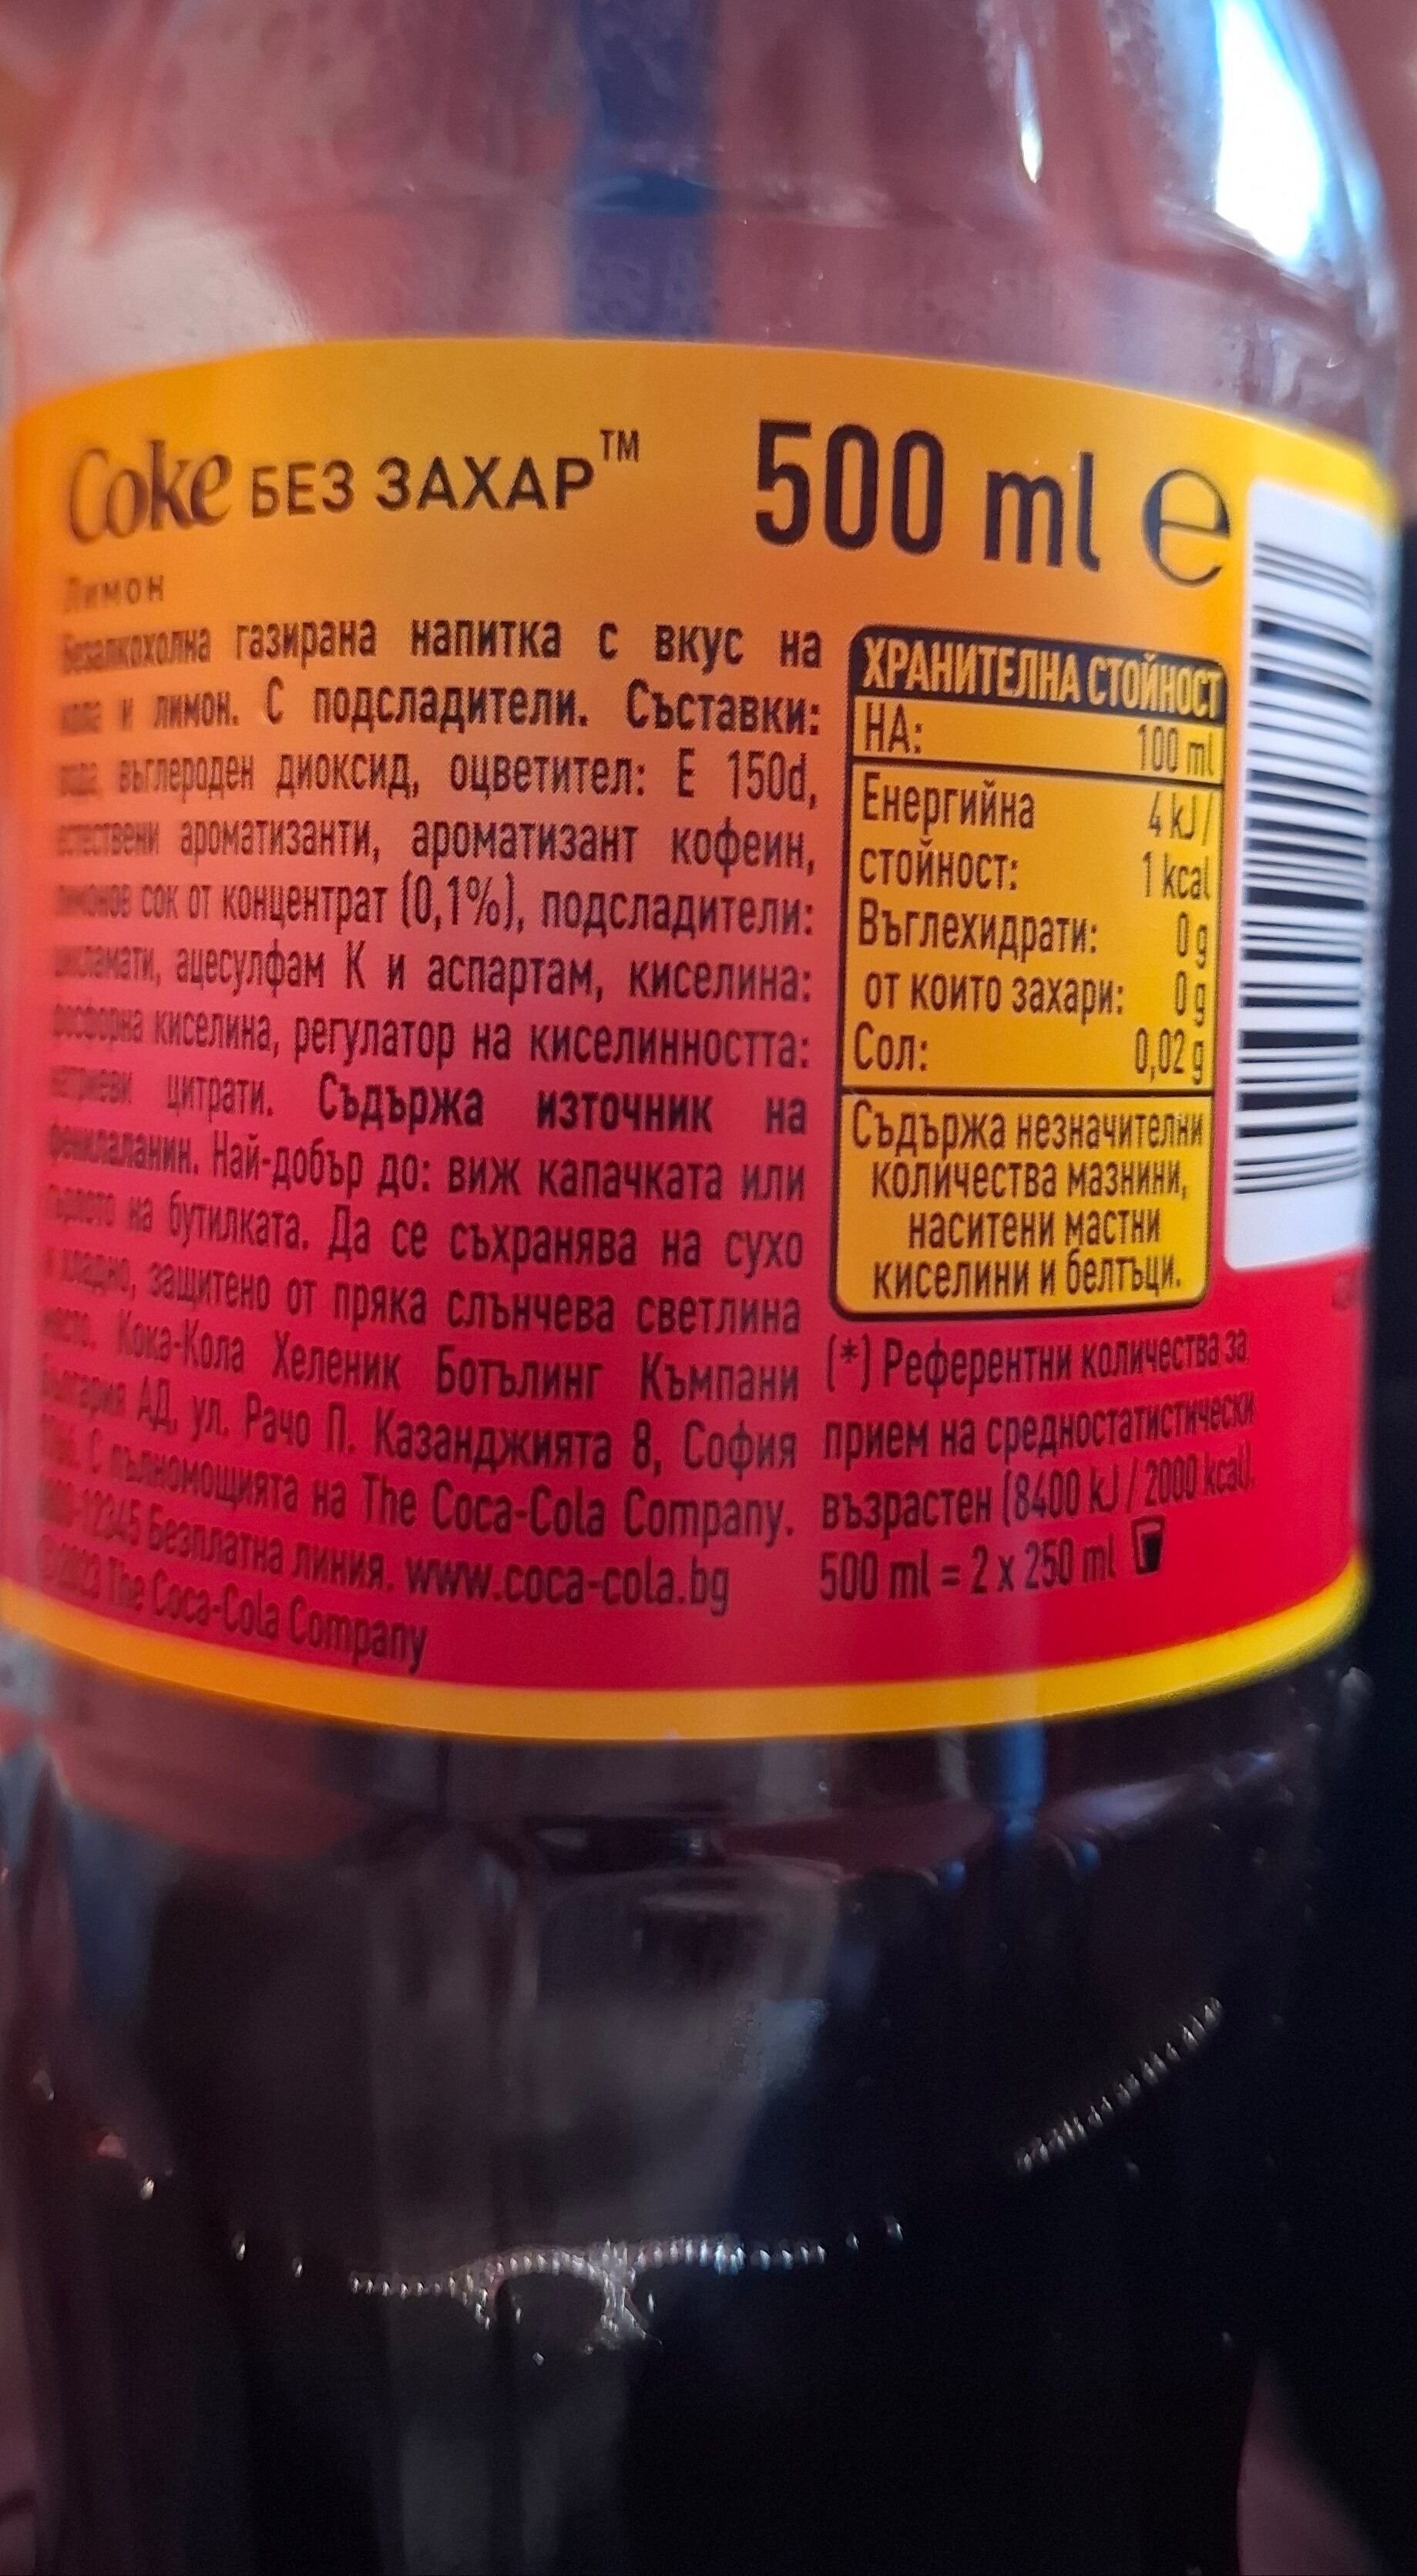 Coke БЕЗ ЗАХАР™
500 ml e
Лимон
Безалкохолна газирана напитка с вкус на
кола и лимон. С подсладители. Съставки:
вода, въглероден диоксид, оцветител: Е 150d,
естествени ароматизанти, ароматизант кофеин,
лимонов сок от концентрат (0,1%), подсладители:
цикламати, ацесулфам К и аспартам, киселина:
фосфорна киселина, регулатор на киселинността:
натриеви цитрати. Съдържа източник на
фенилаланин. Най-добър до: виж капачката или
гърлото на бутилката. Да се съхранява на сухо
и хладно, защитено от пряка слънчева светлина
място. Кока-Кола Хеленик Ботълинг Къмпани
България АД, ул. Рачо П. Казанджията 8, София
С пълномощията на The Coca-Cola Company.
Безплатна линия. www.coca-cola.bg
©2023 The Coca-Cola Company
ХРАНИТЕЛНА СТОЙНОСТ
НА: 100 ml
Енергийна 4 kJ/
стойност: 1 kcal
Въглехидрати: 0 g
от които захари: 0 g
Сол: 0,02 g
Съдържа незначителни
количества мазнини,
наситени мастни
киселини и белтъци.
(*) Референтни количества за
прием на средностатистически
възрастен (8400 kJ / 2000 kcal).
500 ml = 2 x 250 ml